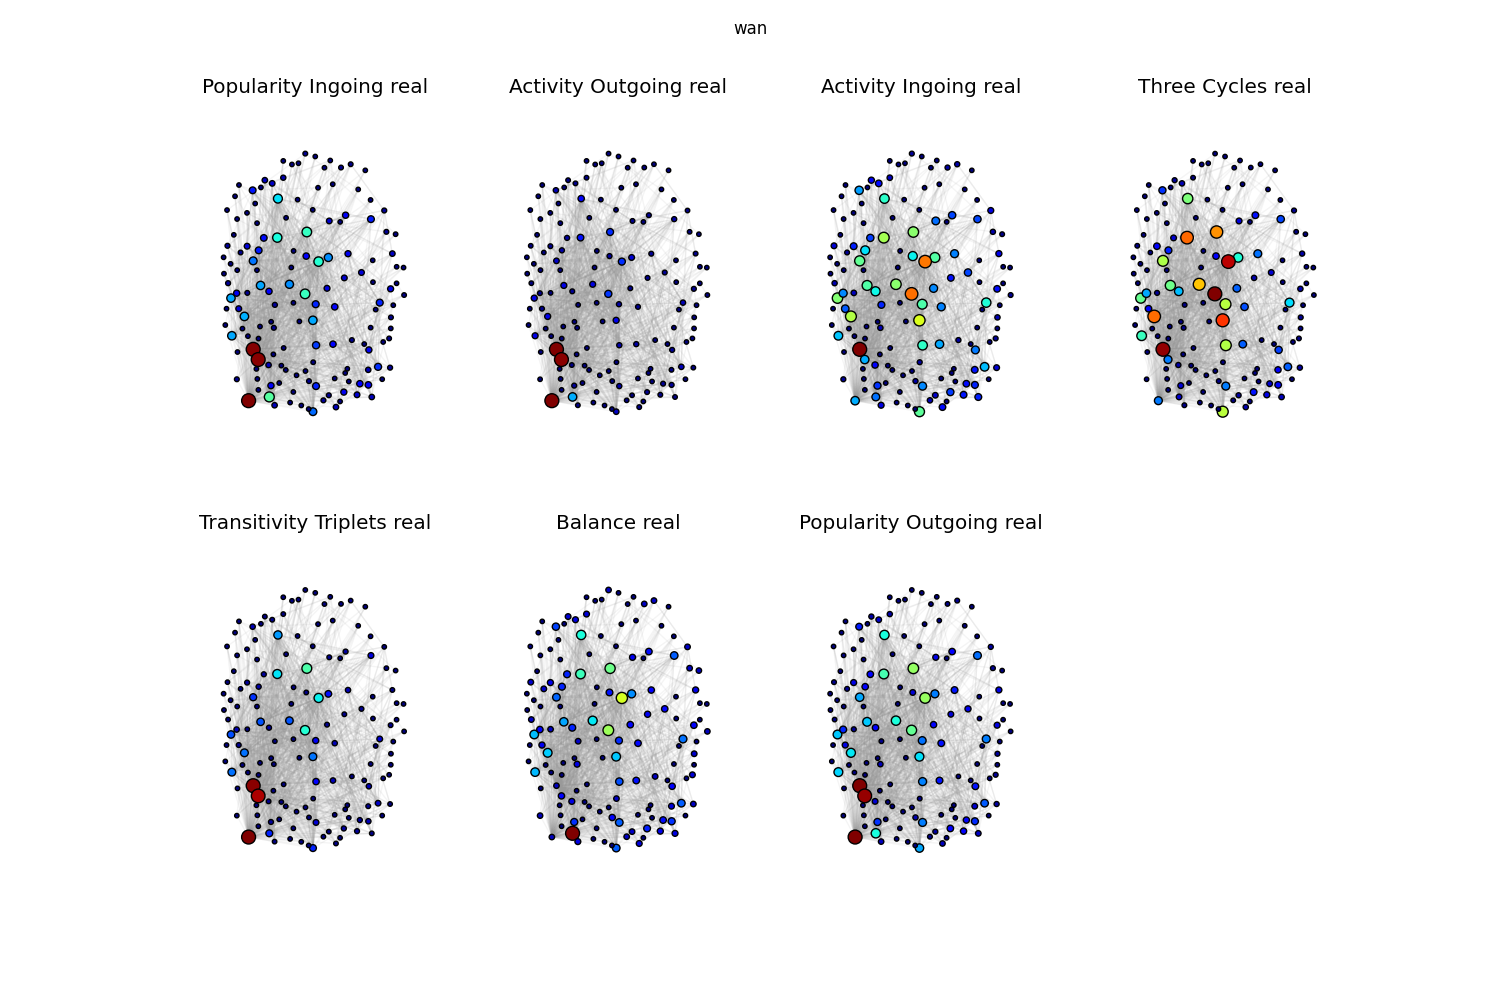 wan
Popularity Ingoing real
Activity Outgoing real
Activity Ingoing real
Three Cycles real
Transitivity Triplets real
Balance real
Popularity Outgoing real